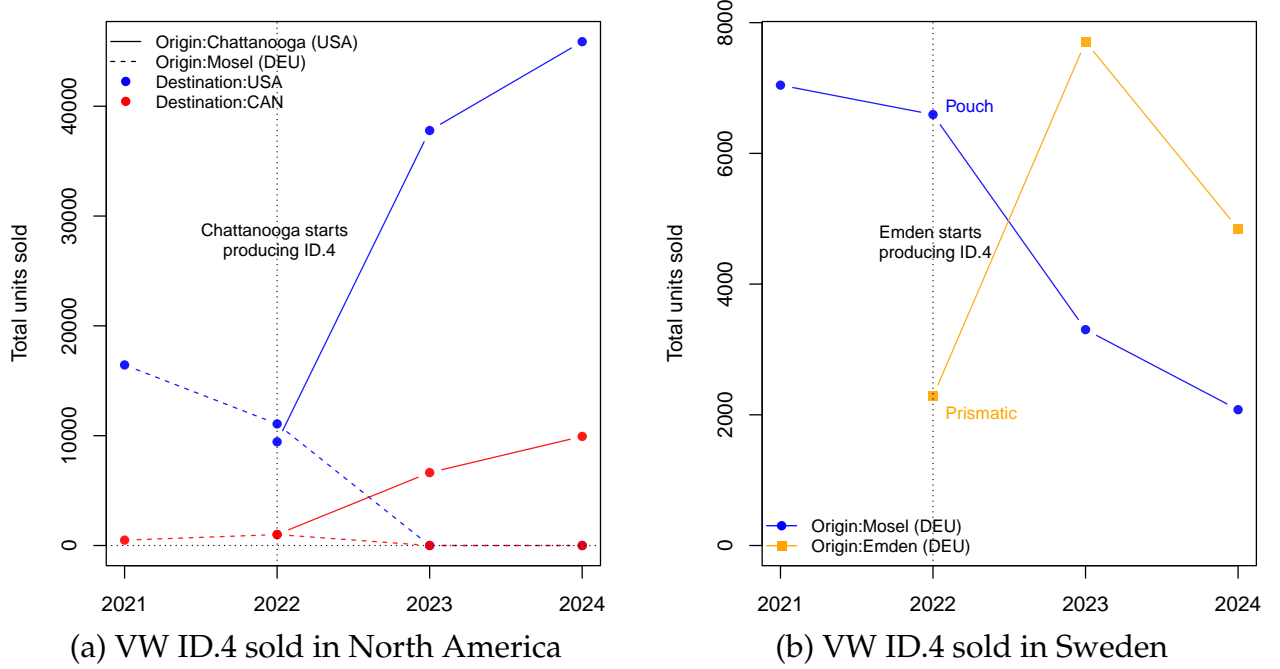 Origin:Chattanooga (USA)
Origin:Mosel (DEU)
Destination:USA
Destination:CAN
Chattanooga starts
producing ID.4
Total units sold
0
10000
20000
30000
40000
2021
2022
2023
2024
(a) VW ID.4 sold in North America
Pouch
Emden starts
producing ID.4
Prismatic
Origin:Mosel (DEU)
Origin:Emden (DEU)
Total units sold
0
2000
4000
6000
8000
2021
2022
2023
2024
(b) VW ID.4 sold in Sweden